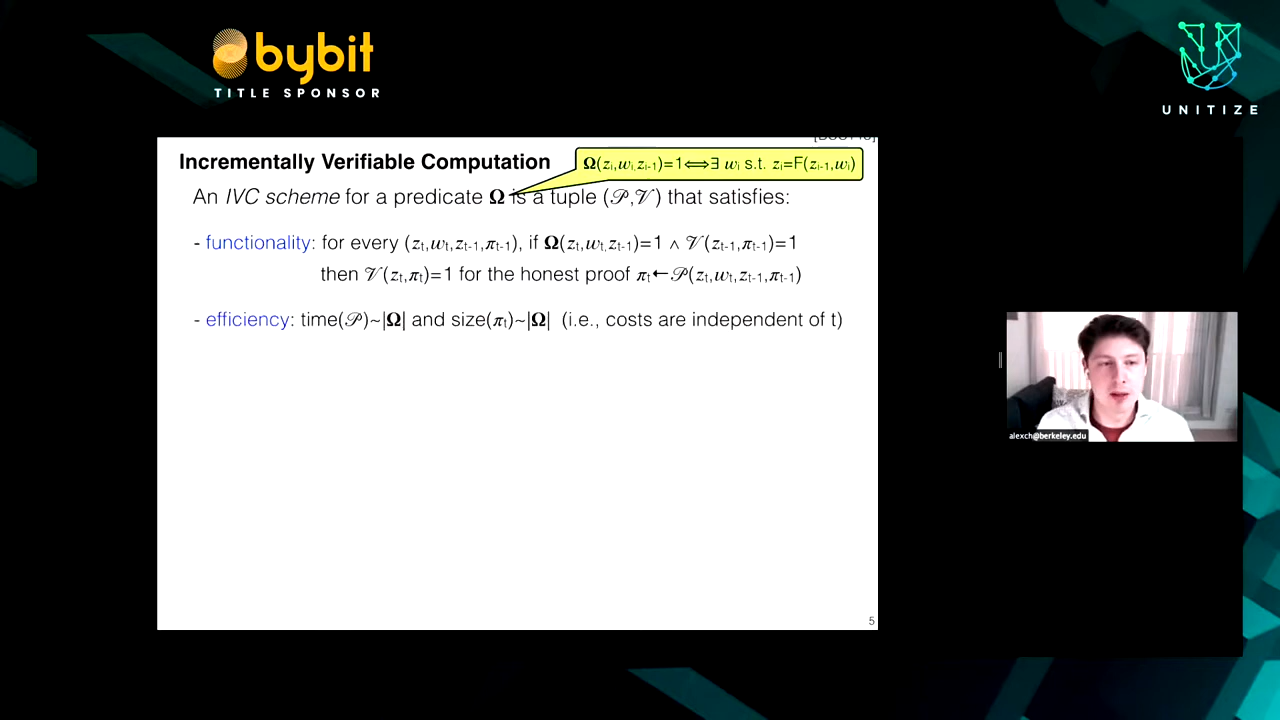 bybit
TITLE SPONSOR
UNITIZE
Incrementally Verifiable Computation
Ω(zᵢ,wᵢ,zᵢ₋₁)=1⟺∃ wᵢ s.t. zᵢ=F(zᵢ₋₁,wᵢ)
An IVC scheme for a predicate Ω is a tuple (𝒫,𝒱) that satisfies:
- functionality: for every (zₜ,wₜ,zₜ₋₁,πₜ₋₁), if Ω(zₜ,wₜ,zₜ₋₁)=1 ∧ 𝒱(zₜ₋₁,πₜ₋₁)=1
then 𝒱(zₜ,πₜ)=1 for the honest proof πₜ←𝒫(zₜ,wₜ,zₜ₋₁,πₜ₋₁)
- efficiency: time(𝒫)~|Ω| and size(πₜ)~|Ω| (i.e., costs are independent of t)
alexch@berkeley.edu
5